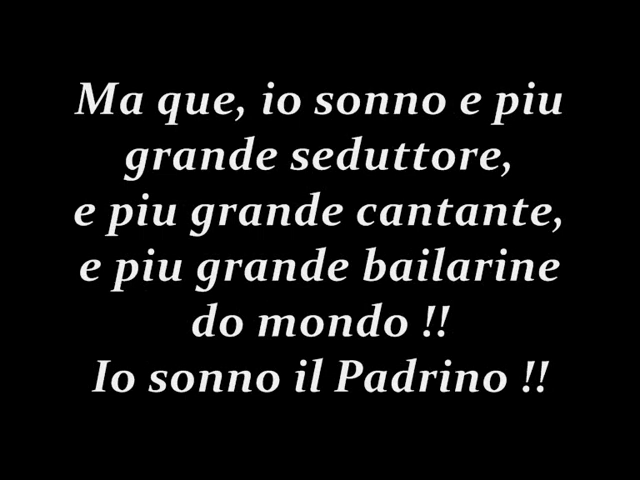 Ma que, io sonno e piu
grande seduttore,
e piu grande cantante,
e piu grande bailarine
do mondo !!
Io sonno il Padrino !!